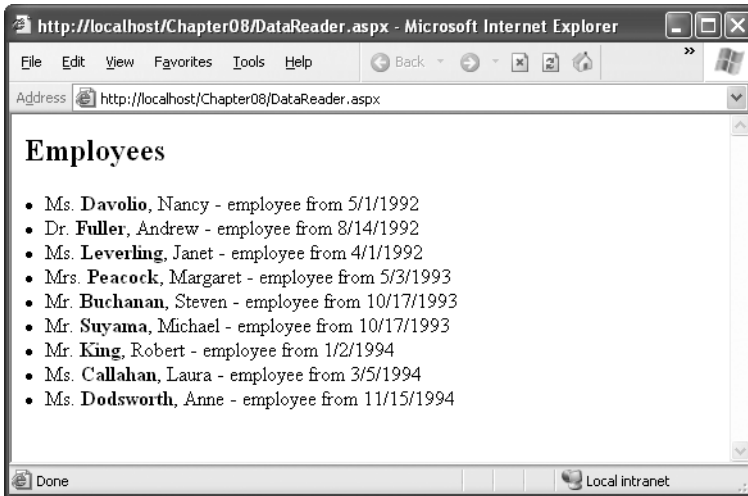 http://localhost/Chapter08/DataReader.aspx - Microsoft Internet Explorer
File Edit View Favorites Tools Help Back »
Address http://localhost/Chapter08/DataReader.aspx
Employees
• Ms. Davolio, Nancy - employee from 5/1/1992
• Dr. Fuller, Andrew - employee from 8/14/1992
• Ms. Leverling, Janet - employee from 4/1/1992
• Mrs. Peacock, Margaret - employee from 5/3/1993
• Mr. Buchanan, Steven - employee from 10/17/1993
• Mr. Suyama, Michael - employee from 10/17/1993
• Mr. King, Robert - employee from 1/2/1994
• Ms. Callahan, Laura - employee from 3/5/1994
• Ms. Dodsworth, Anne - employee from 11/15/1994
Done Local intranet